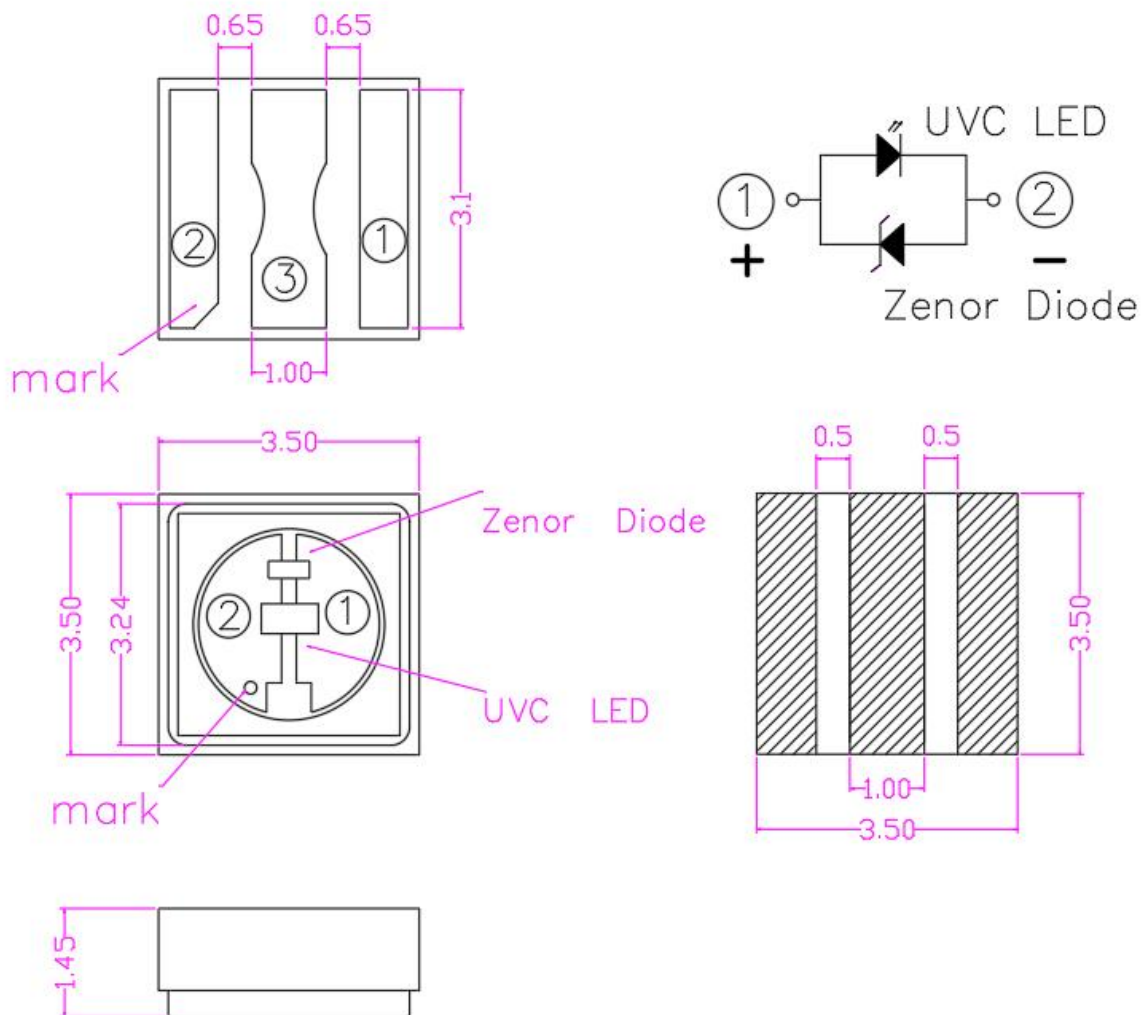 0.65 0.65
3.1
② ③ ①
1.00
mark
UVC LED
① ②
+ −
Zenor Diode
3.50
3.50
3.24
② ①
Zenor Diode
UVC LED
mark
0.5 0.5
3.50
1.00
3.50
1.45